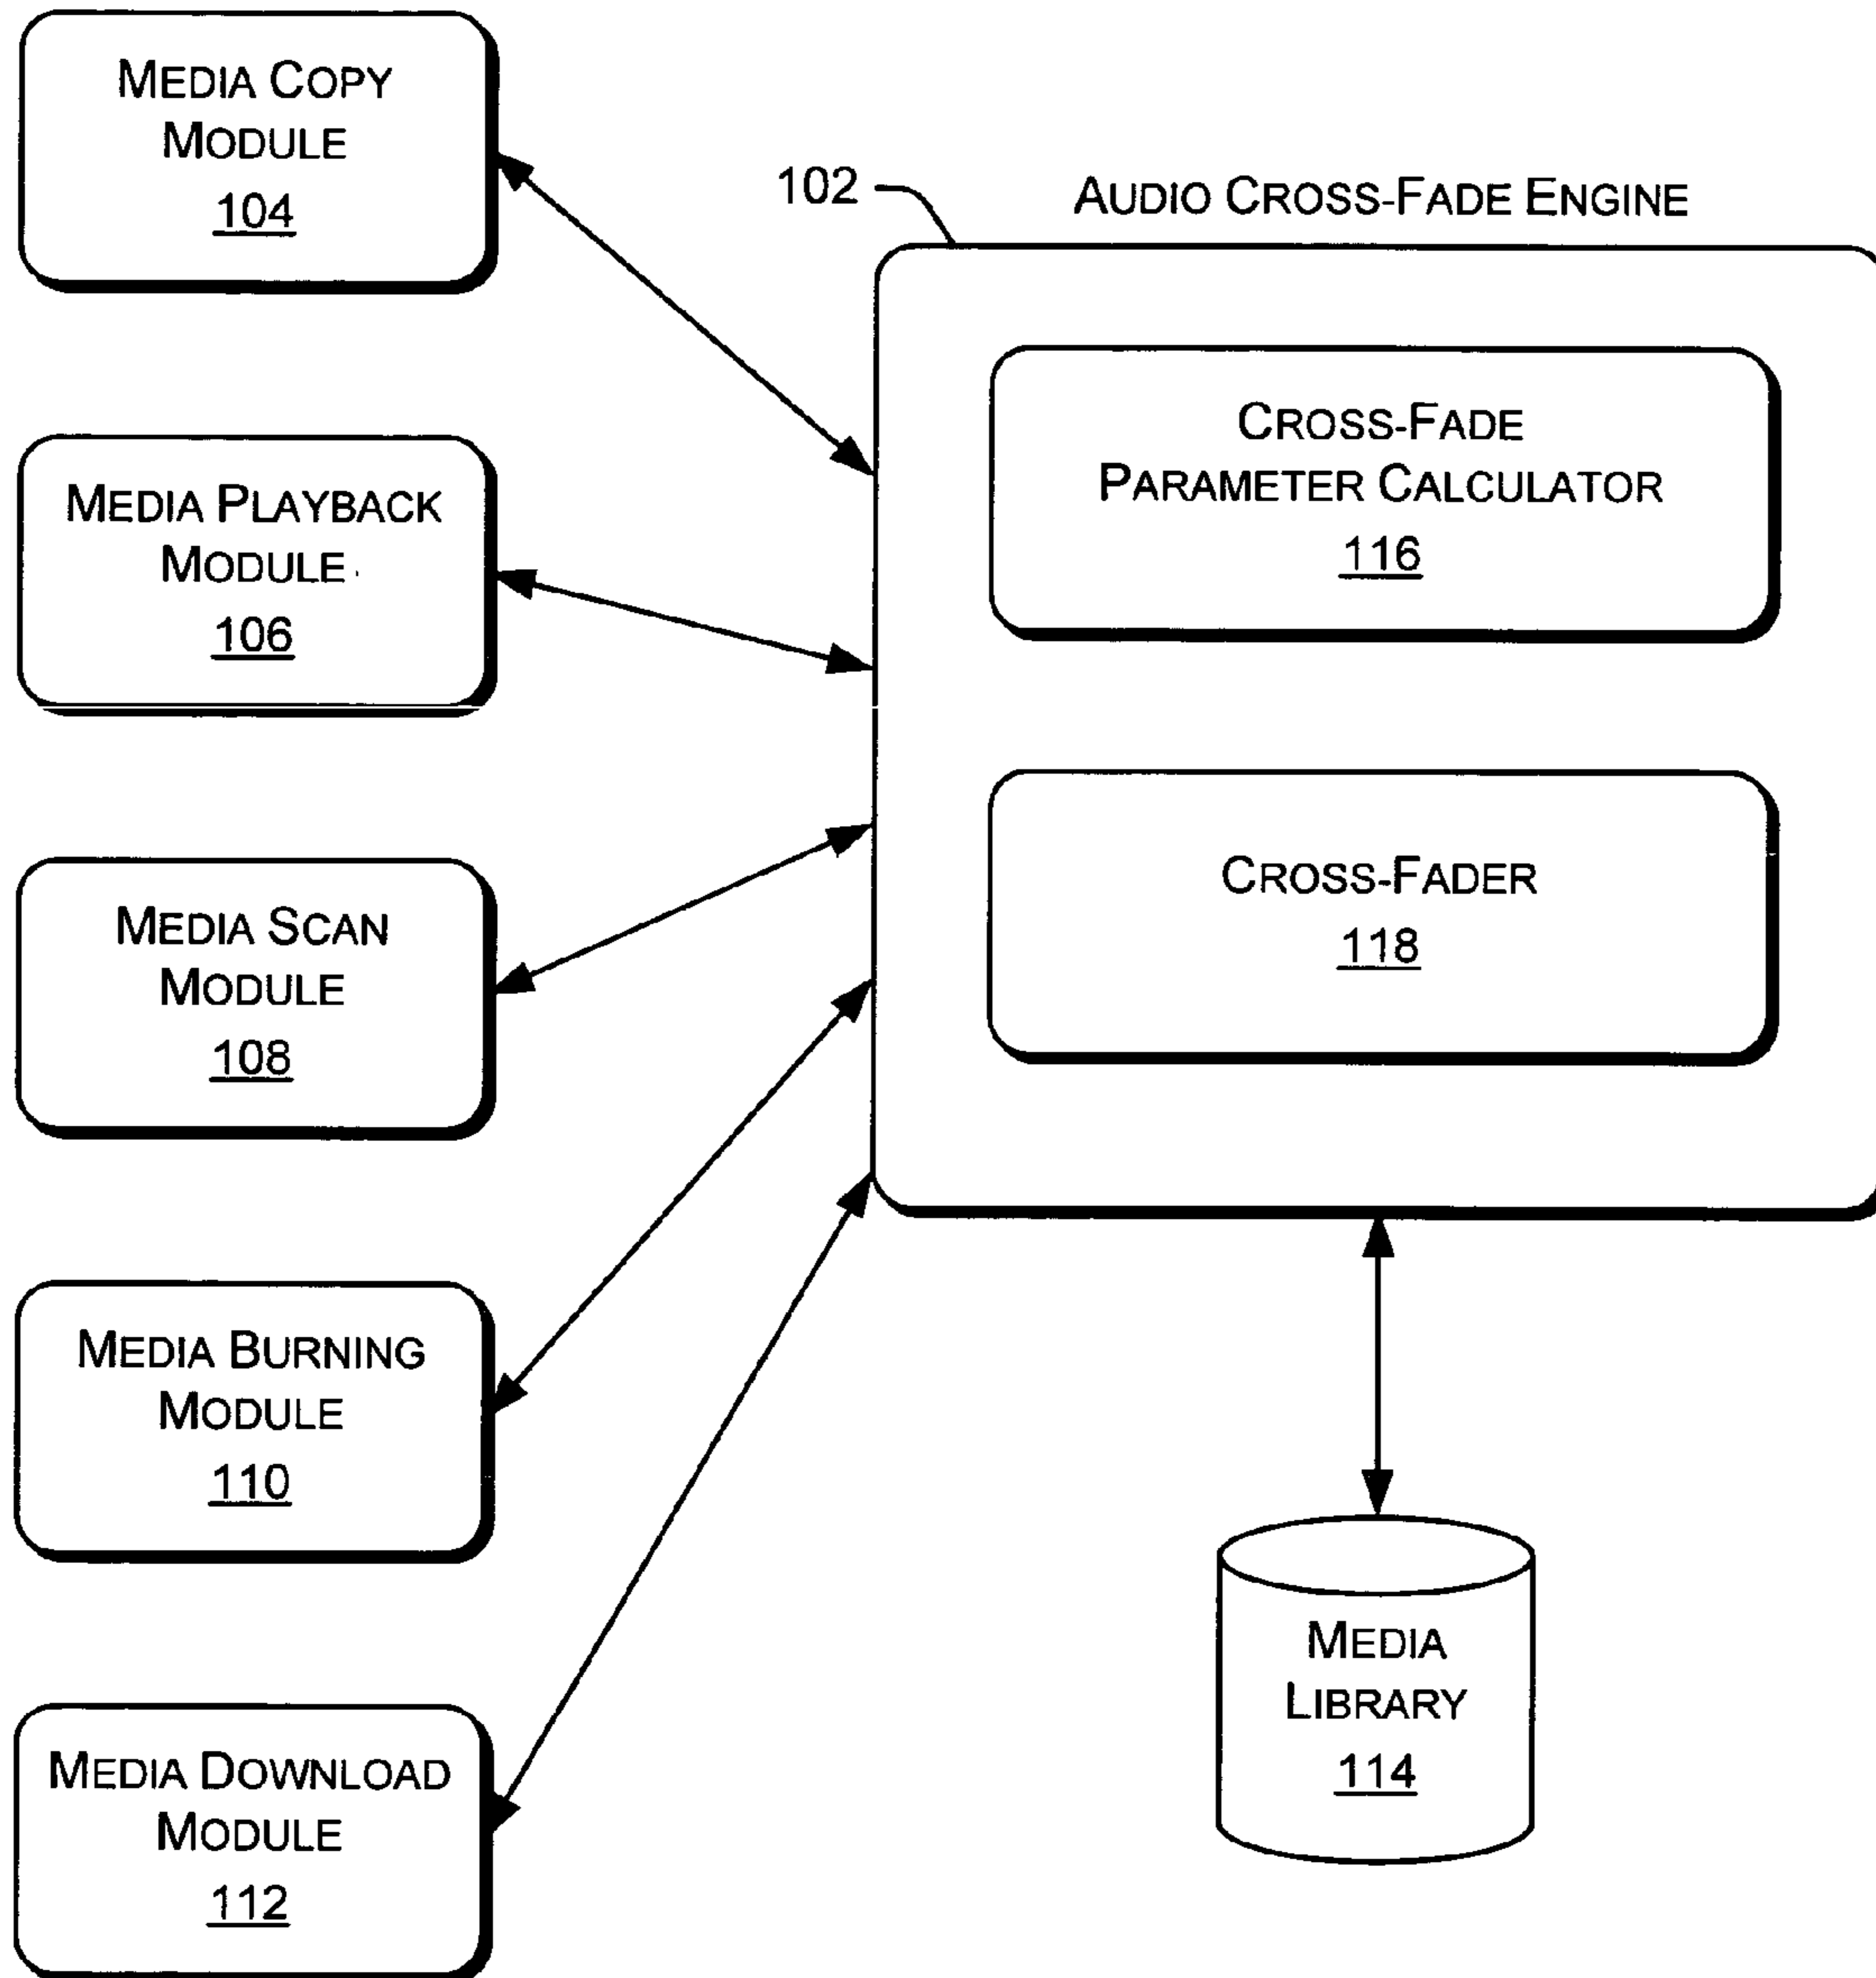 MEDIA COPY
MODULE
104
MEDIA PLAYBACK
MODULE
106
MEDIA SCAN
MODULE
108
MEDIA BURNING
MODULE
110
MEDIA DOWNLOAD
MODULE
112
102
AUDIO CROSS-FADE ENGINE
CROSS-FADE
PARAMETER CALCULATOR
116
CROSS-FADER
118
MEDIA
LIBRARY
114